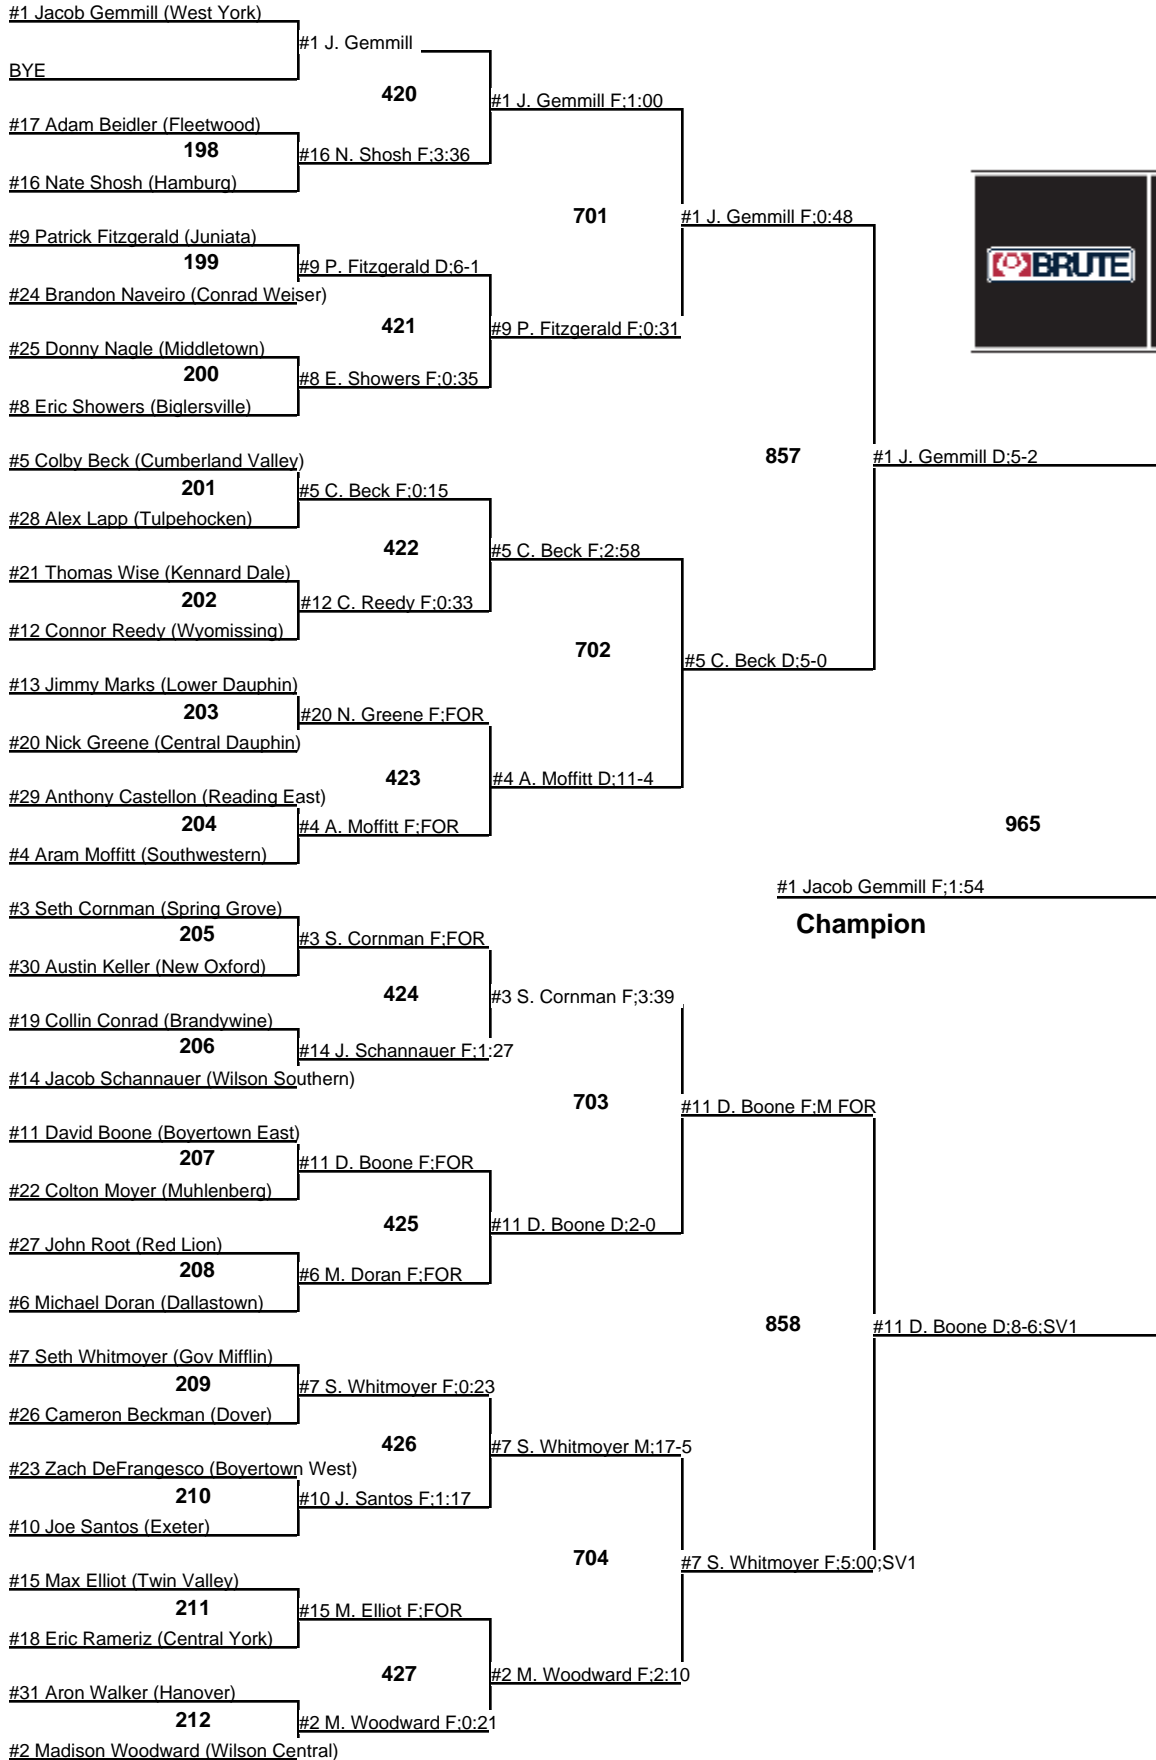 #1 Jacob Gemmill (West York)
#1 J. Gemmill
BYE
420
#1 J. Gemmill F;1:00
#17 Adam Beidler (Fleetwood)
198
#16 N. Shosh F;3:36
#16 Nate Shosh (Hamburg)
701
#1 J. Gemmill F;0:48
#9 Patrick Fitzgerald (Juniata)
199
#9 P. Fitzgerald D;6-1
#24 Brandon Naveiro (Conrad Weiser)
421
#9 P. Fitzgerald F;0:31
#25 Donny Nagle (Middletown)
200
#8 E. Showers F;0:35
#8 Eric Showers (Biglersville)
BRUTE
857
#1 J. Gemmill D;5-2
#5 Colby Beck (Cumberland Valley)
201
#5 C. Beck F;0:15
#28 Alex Lapp (Tulpehocken)
422
#5 C. Beck F;2:58
#21 Thomas Wise (Kennard Dale)
202
#12 C. Reedy F;0:33
#12 Connor Reedy (Wyomissing)
702
#5 C. Beck D;5-0
#13 Jimmy Marks (Lower Dauphin)
203
#20 N. Greene F;FOR
#20 Nick Greene (Central Dauphin)
423
#4 A. Moffitt D;11-4
#29 Anthony Castellon (Reading East)
204
#4 A. Moffitt F;FOR
#4 Aram Moffitt (Southwestern)
965
#1 Jacob Gemmill F;1:54
Champion
#3 Seth Cornman (Spring Grove)
205
#3 S. Cornman F;FOR
#30 Austin Keller (New Oxford)
424
#3 S. Cornman F;3:39
#19 Collin Conrad (Brandywine)
206
#14 J. Schannauer F;1:27
#14 Jacob Schannauer (Wilson Southern)
703
#11 D. Boone F;M FOR
#11 David Boone (Boyertown East)
207
#11 D. Boone F;FOR
#22 Colton Moyer (Muhlenberg)
425
#11 D. Boone D;2-0
#27 John Root (Red Lion)
208
#6 M. Doran F;FOR
#6 Michael Doran (Dallastown)
858
#11 D. Boone D;8-6;SV1
#7 Seth Whitmoyer (Gov Mifflin)
209
#7 S. Whitmoyer F;0:23
#26 Cameron Beckman (Dover)
426
#7 S. Whitmoyer M;17-5
#23 Zach DeFrangesco (Boyertown West)
210
#10 J. Santos F;1:17
#10 Joe Santos (Exeter)
704
#7 S. Whitmoyer F;5:00;SV1
#15 Max Elliot (Twin Valley)
211
#15 M. Elliot F;FOR
#18 Eric Rameriz (Central York)
427
#2 M. Woodward F;2:10
#31 Aron Walker (Hanover)
212
#2 M. Woodward F;0:21
#2 Madison Woodward (Wilson Central)